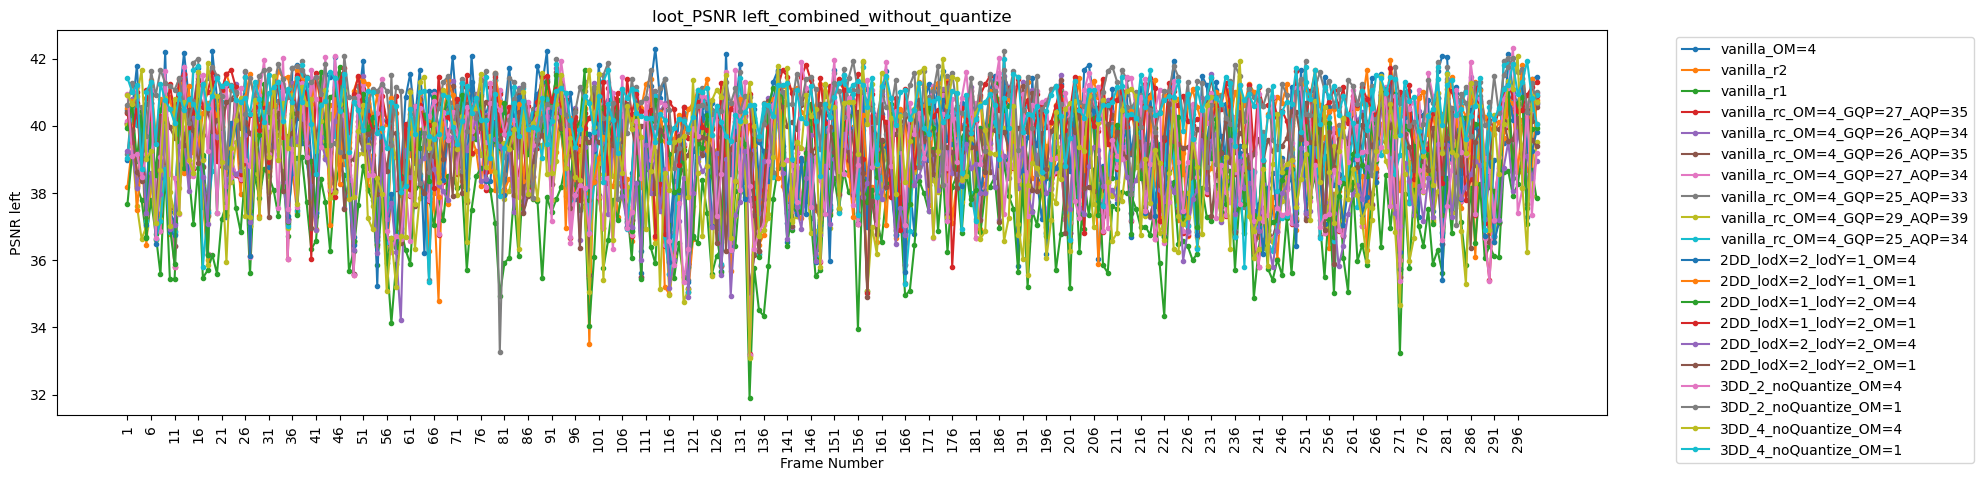 loot_PSNR left_combined_without_quantize
PSNR left
42
40
38
36
34
32
1 6 11 16 21 26 31 36 41 46 51 56 61 66 71 76 81 86 91 96 101 106 111 116 121 126 131 136 141 146 151 156 161 166 171 176 181 186 191 196 201 206 211 216 221 226 231 236 241 246 251 256 261 266 271 276 281 286 291 296
Frame Number
vanilla_OM=4
vanilla_r2
vanilla_r1
vanilla_rc_OM=4_GQP=27_AQP=35
vanilla_rc_OM=4_GQP=26_AQP=34
vanilla_rc_OM=4_GQP=26_AQP=35
vanilla_rc_OM=4_GQP=27_AQP=34
vanilla_rc_OM=4_GQP=25_AQP=33
vanilla_rc_OM=4_GQP=29_AQP=39
vanilla_rc_OM=4_GQP=25_AQP=34
2DD_lodX=2_lodY=1_OM=4
2DD_lodX=2_lodY=1_OM=1
2DD_lodX=1_lodY=2_OM=4
2DD_lodX=1_lodY=2_OM=1
2DD_lodX=2_lodY=2_OM=4
2DD_lodX=2_lodY=2_OM=1
3DD_2_noQuantize_OM=4
3DD_2_noQuantize_OM=1
3DD_4_noQuantize_OM=4
3DD_4_noQuantize_OM=1